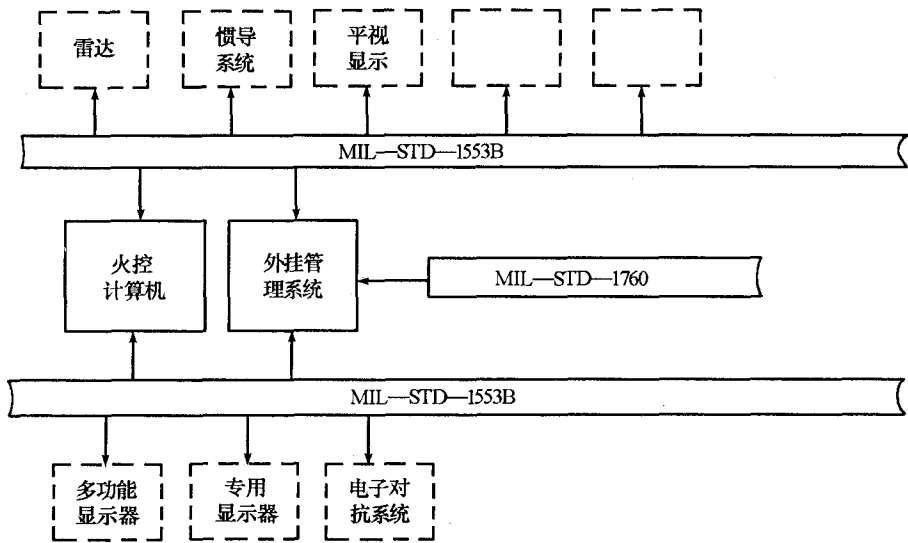 雷达
惯导
系统
平视
显示
MIL—STD—1553B
火控
计算机
外挂管
理系统
MIL—STD—1760
MIL—STD—1553B
多功能
显示器
专用
显示器
电子对
抗系统